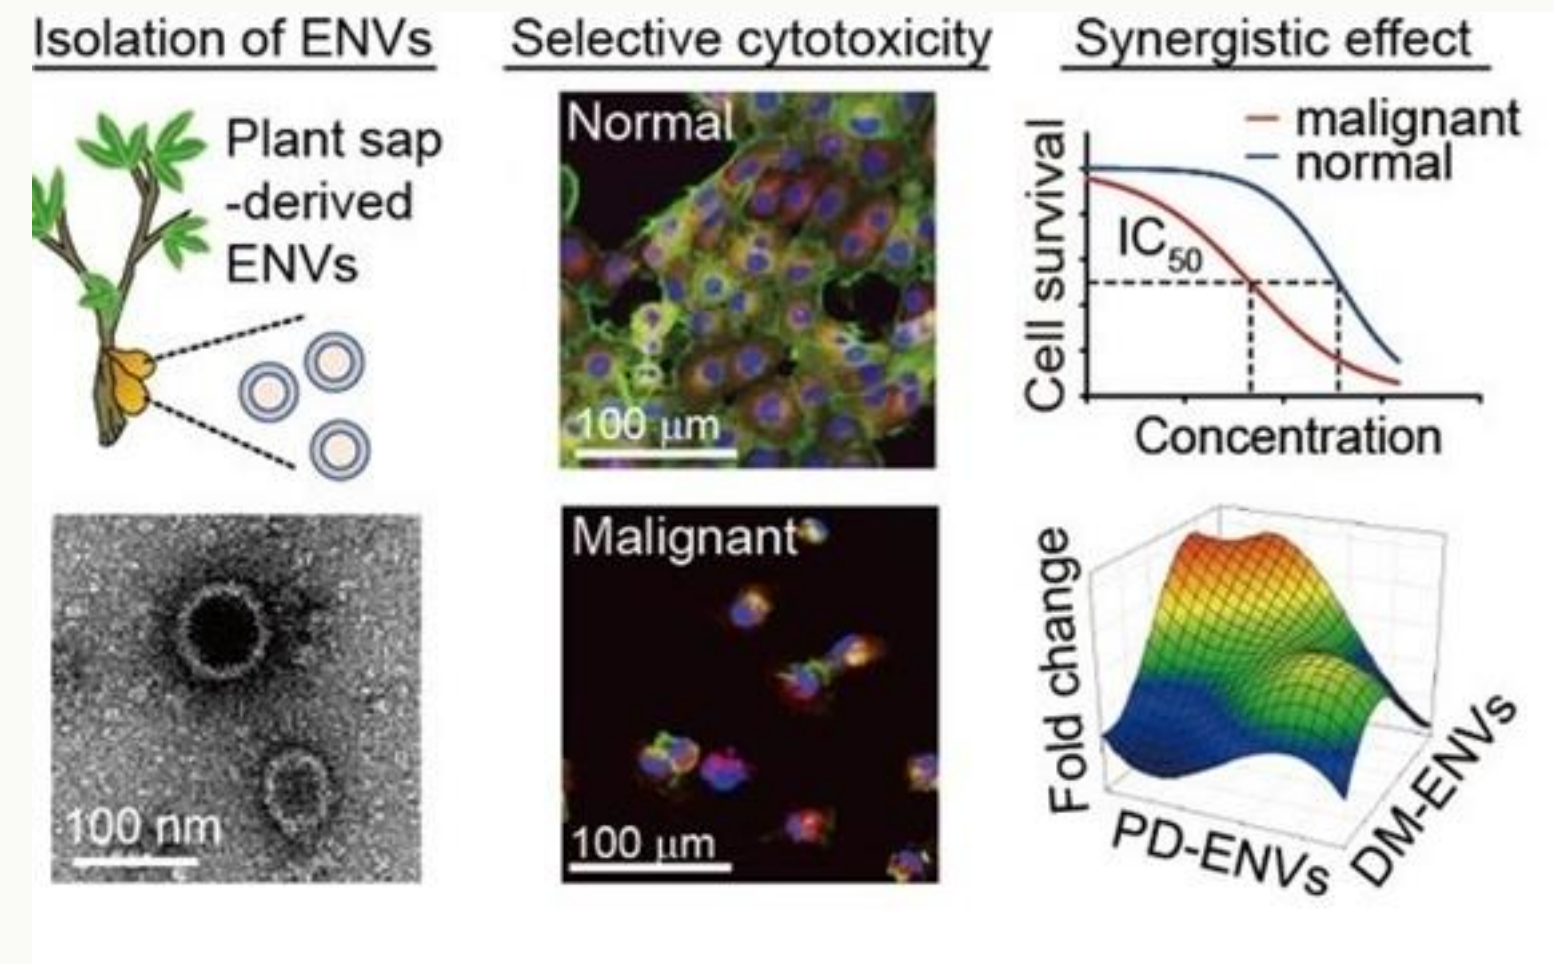 Isolation of ENVs
Plant sap
-derived
ENVs
100 nm
Selective cytotoxicity
Normal
100 μm
Malignant
100 μm
Synergistic effect
malignant
normal
Cell survival
IC50
Concentration
Fold change
PD-ENVs
DM-ENVs